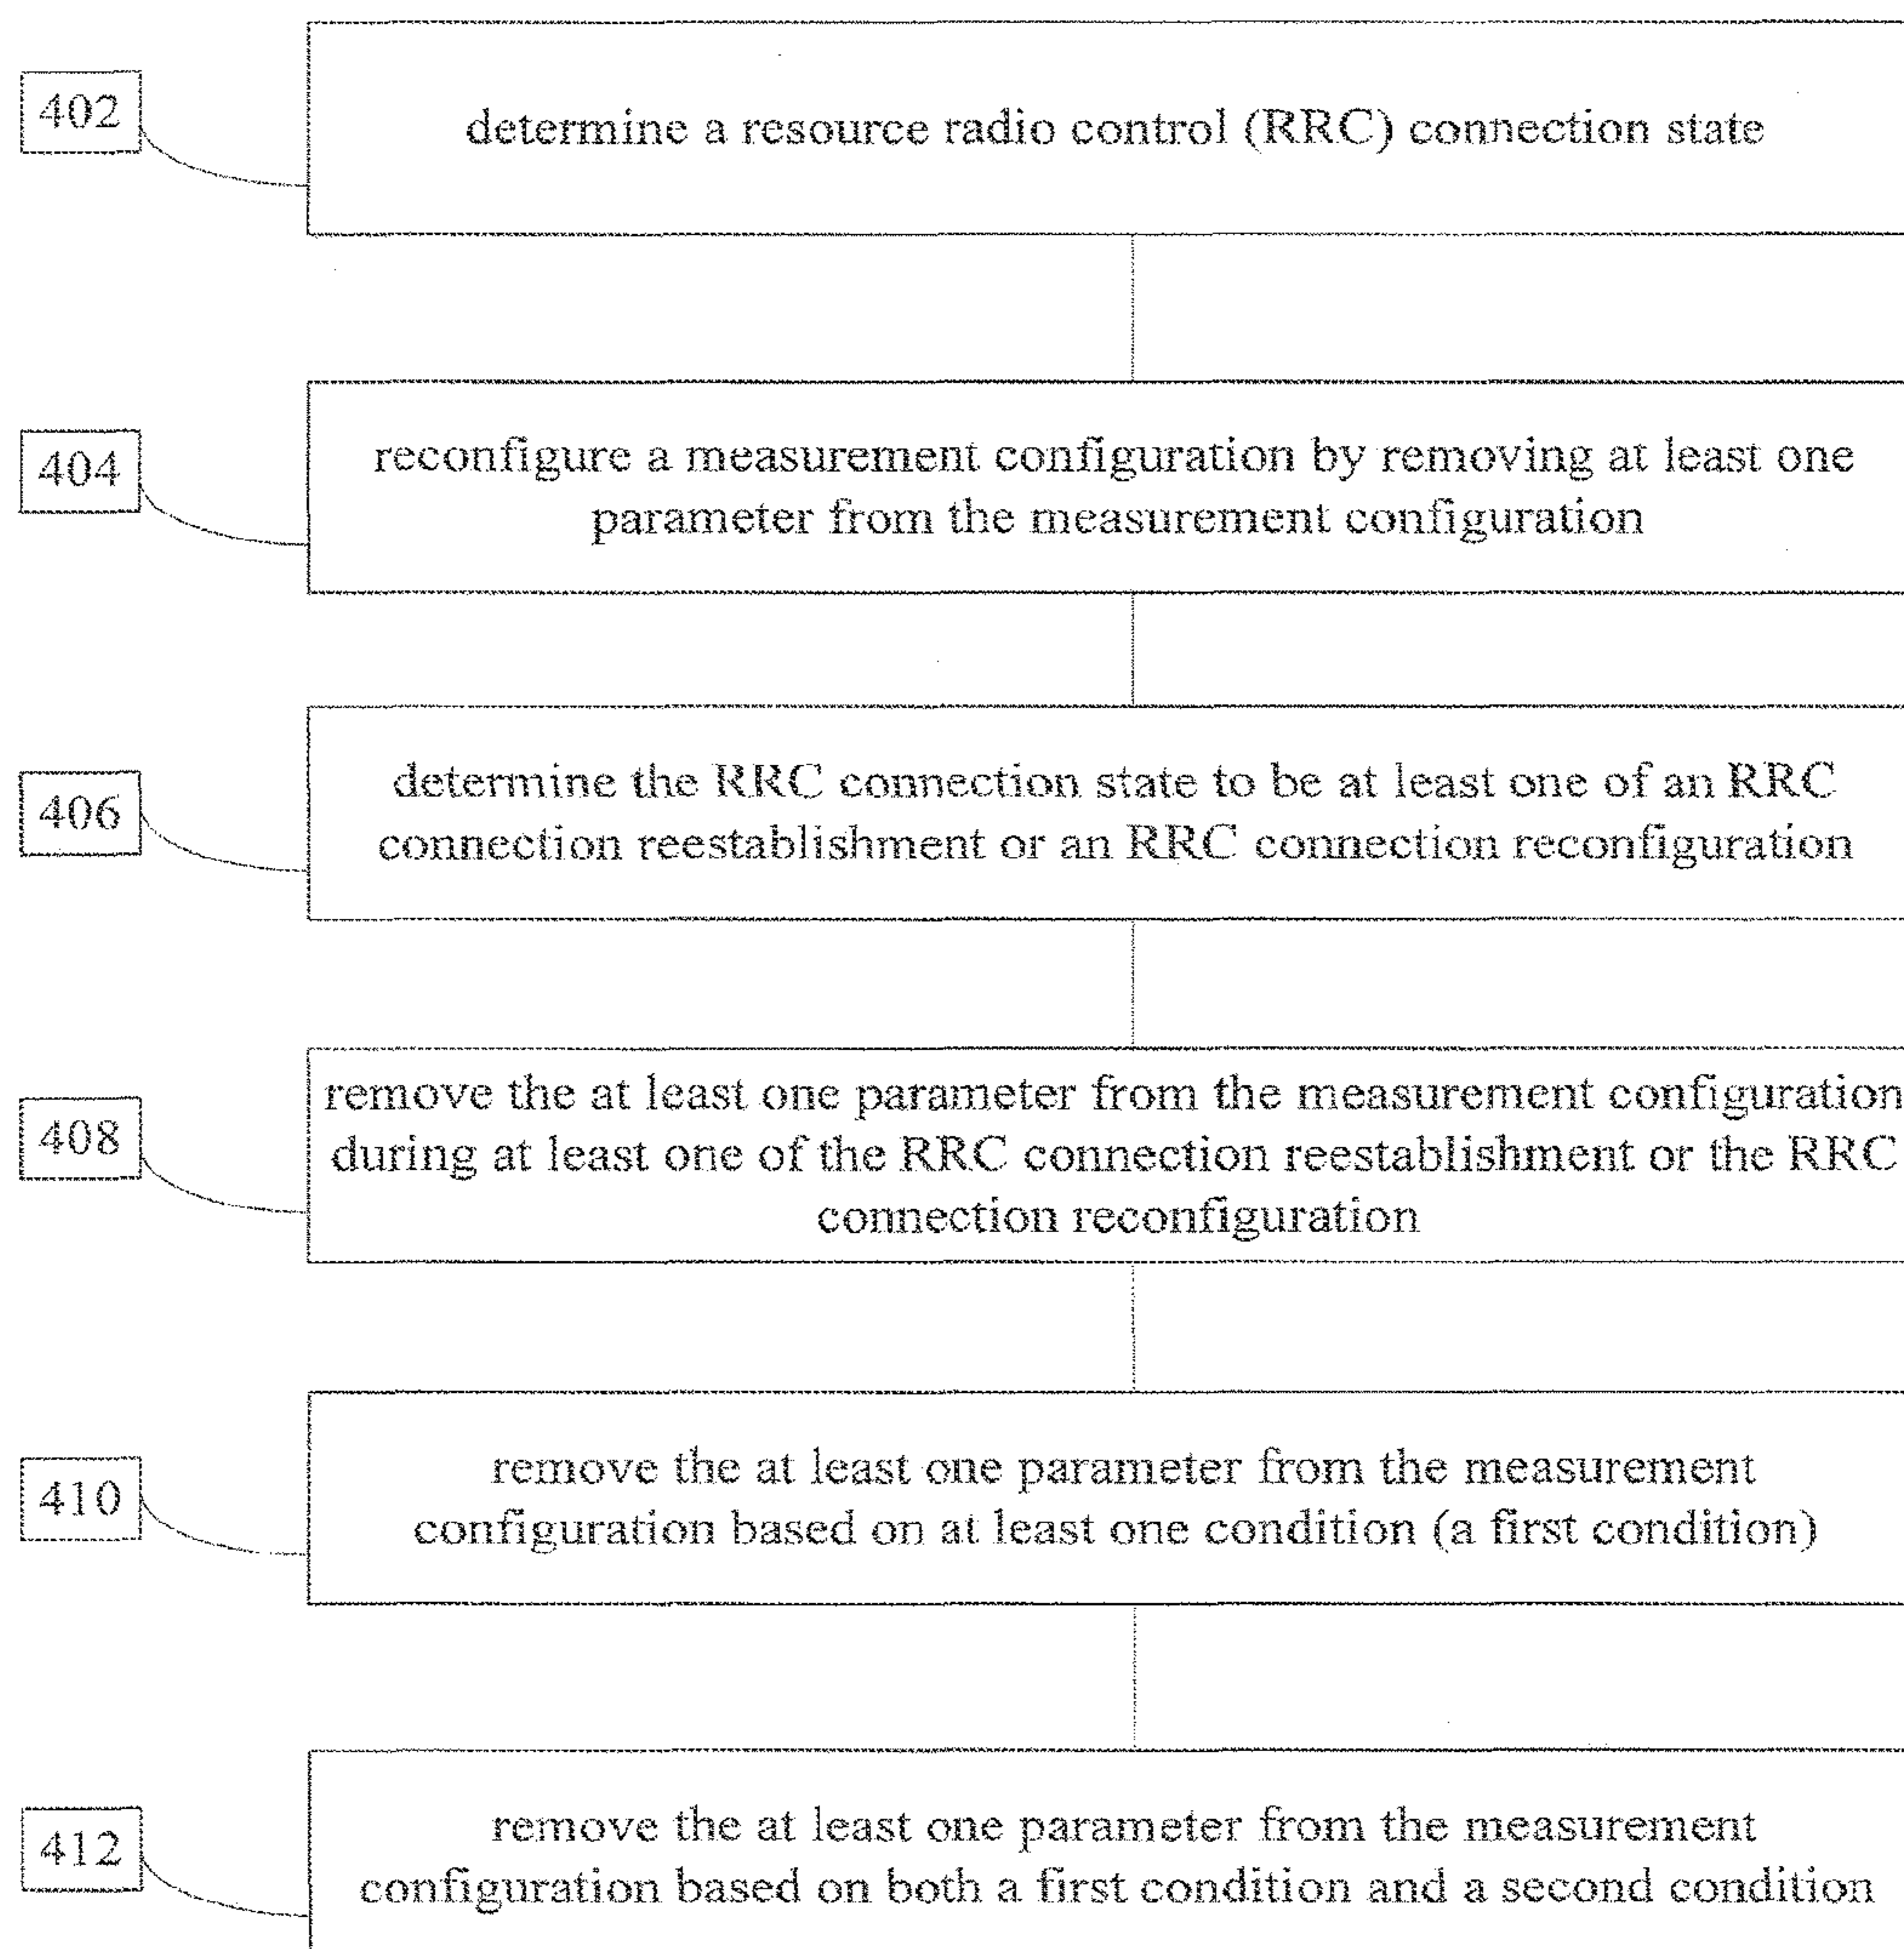 402
determine a resource radio control (RRC) connection state
404
reconfigure a measurement configuration by removing at least one
parameter from the measurement configuration
406
determine the RRC connection state to be at least one of an RRC
connection reestablishment or an RRC connection reconfiguration
408
remove the at least one parameter from the measurement configuration
during at least one of the RRC connection reestablishment or the RRC
connection reconfiguration
410
remove the at least one parameter from the measurement
configuration based on at least one condition (a first condition)
412
remove the at least one parameter from the measurement
configuration based on both a first condition and a second condition